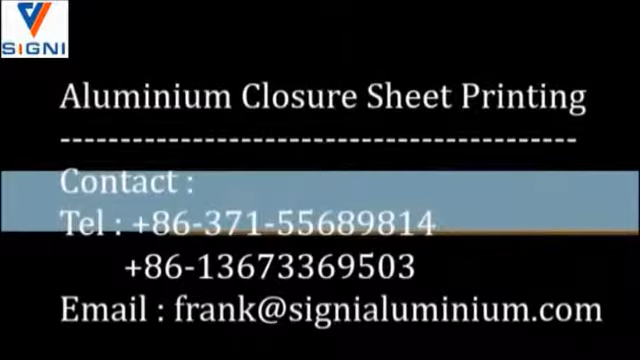 SIGNI
Aluminium Closure Sheet Printing
-------------------------------------------
Contact :
Tel : +86-371-55689814
+86-13673369503
Email : frank@signialuminium.com